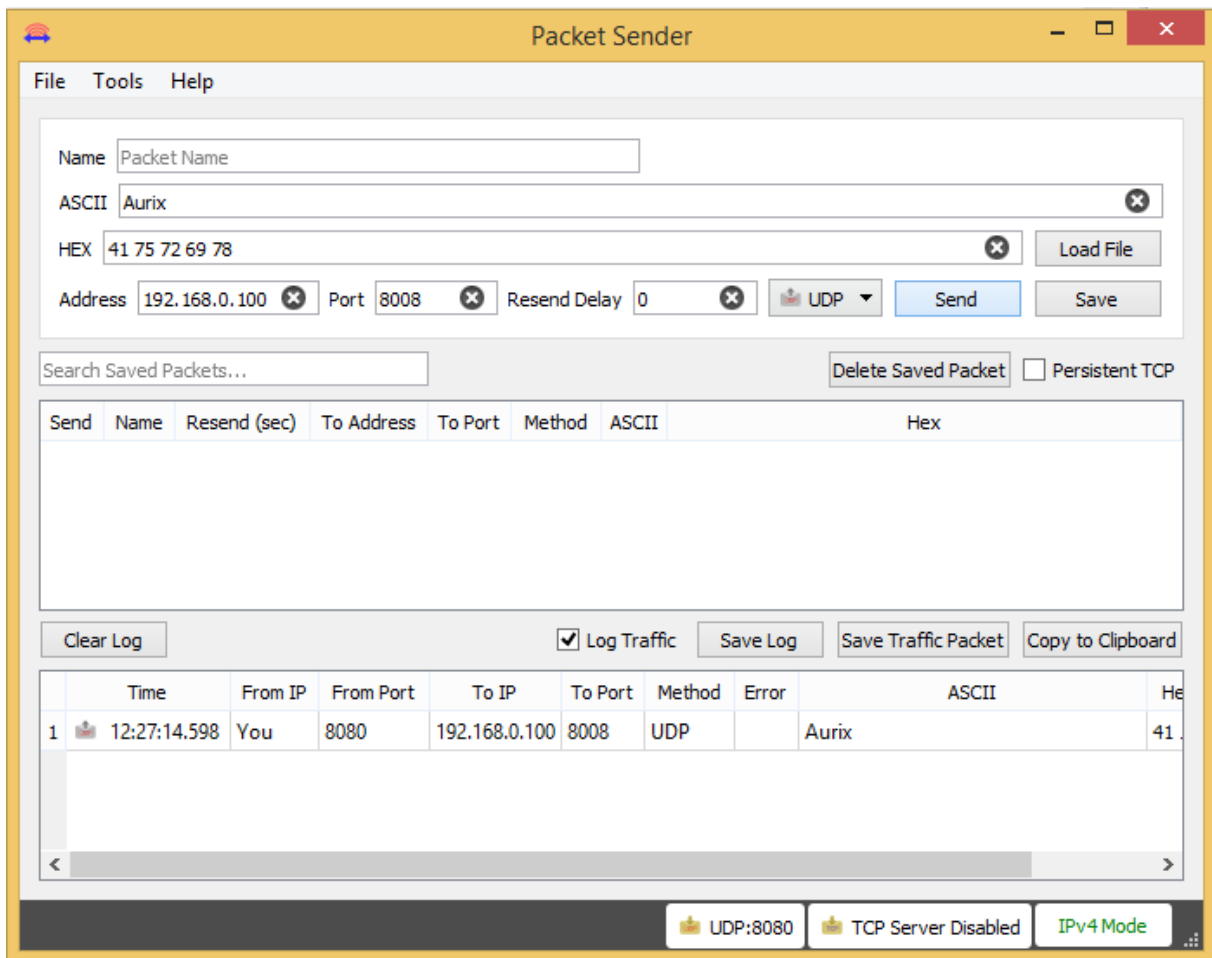 Packet Sender
File Tools Help
Name Packet Name
ASCII Aurix
HEX 41 75 72 69 78 Load File
Address 192.168.0.100 Port 8008 Resend Delay 0 UDP Send Save
Search Saved Packets... Delete Saved Packet Persistent TCP
Send Name Resend (sec) To Address To Port Method ASCII Hex
Clear Log Log Traffic Save Log Save Traffic Packet Copy to Clipboard
Time From IP From Port To IP To Port Method Error ASCII He
1 12:27:14.598 You 8080 192.168.0.100 8008 UDP Aurix 41 .
UDP:8080 TCP Server Disabled IPv4 Mode